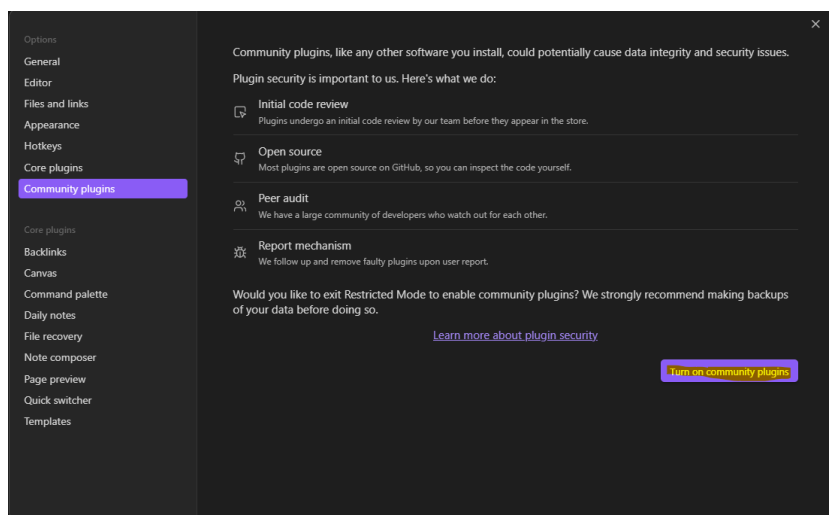 Options
General
Editor
Files and links
Appearance
Hotkeys
Core plugins
Community plugins
Core plugins
Backlinks
Canvas
Command palette
Daily notes
File recovery
Note composer
Page preview
Quick switcher
Templates
Community plugins, like any other software you install, could potentially cause data integrity and security issues.
Plugin security is important to us. Here's what we do:
Initial code review
Plugins undergo an initial code review by our team before they appear in the store.
Open source
Most plugins are open source on GitHub, so you can inspect the code yourself.
Peer audit
We have a large community of developers who watch out for each other.
Report mechanism
We follow up and remove faulty plugins upon user report.
Would you like to exit Restricted Mode to enable community plugins? We strongly recommend making backups
of your data before doing so.
Learn more about plugin security
Turn on community plugins